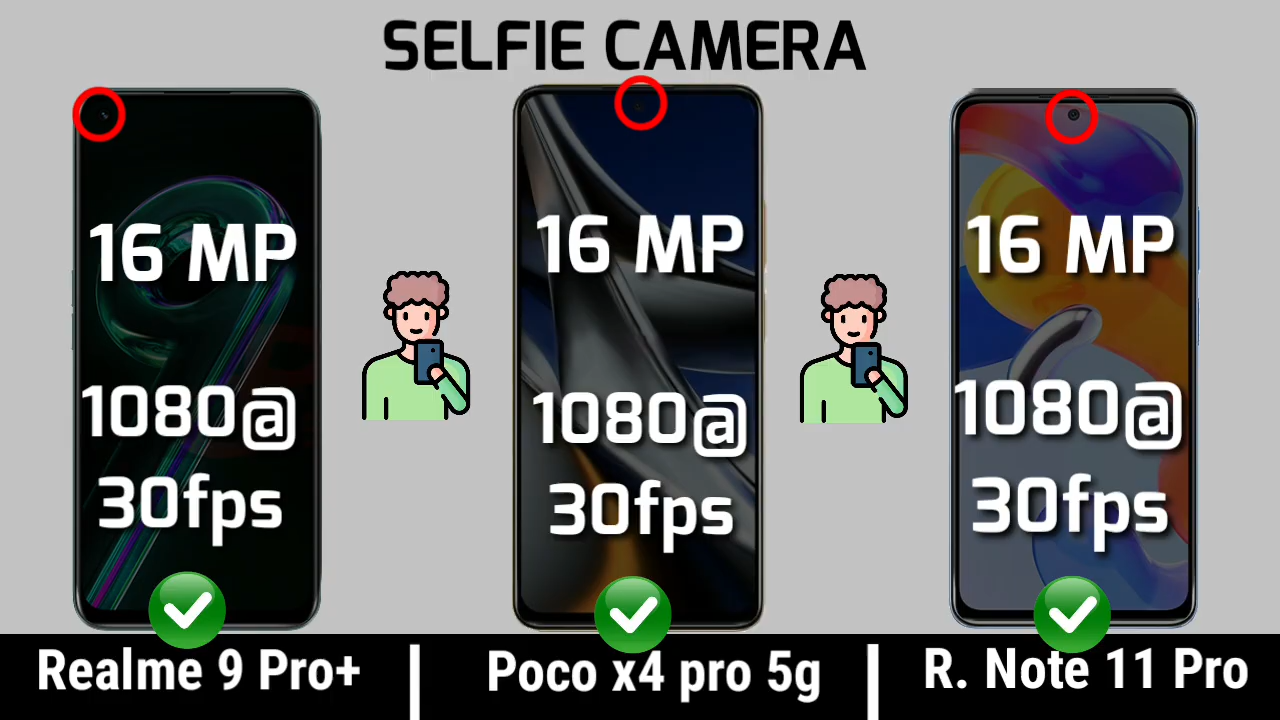 SELFIE CAMERA
16 MP
1080@
30fps
16 MP
1080@
30fps
16 MP
1080@
30fps
Realme 9 Pro+
Poco x4 pro 5g
R. Note 11 Pro